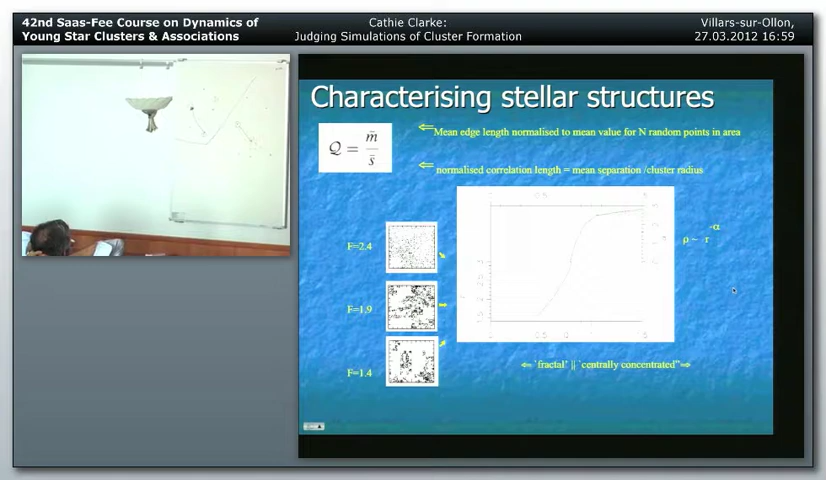 42nd Saas-Fee Course on Dynamics of
Young Star Clusters & Associations
Cathie Clarke:
Judging Simulations of Cluster Formation
Villars-sur-Ollon,
27.03.2012 16:59
Characterising stellar structures
Q = m̄ / s̄
⇐ Mean edge length normalised to mean value for N random points in area
⇐ normalised correlation length = mean separation /cluster radius
F=2.4
F=1.9
F=1.4
ρ ~ r^-α
⇐ 'fractal' || 'centrally concentrated" ⇒